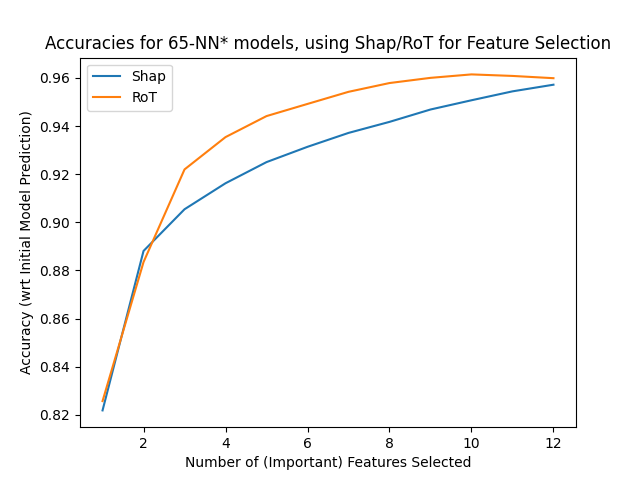 Accuracies for 65-NN* models, using Shap/RoT for Feature Selection
Shap
RoT
Accuracy (wrt Initial Model Prediction)
0.96
0.94
0.92
0.90
0.88
0.86
0.84
0.82
2 4 6 8 10 12
Number of (Important) Features Selected